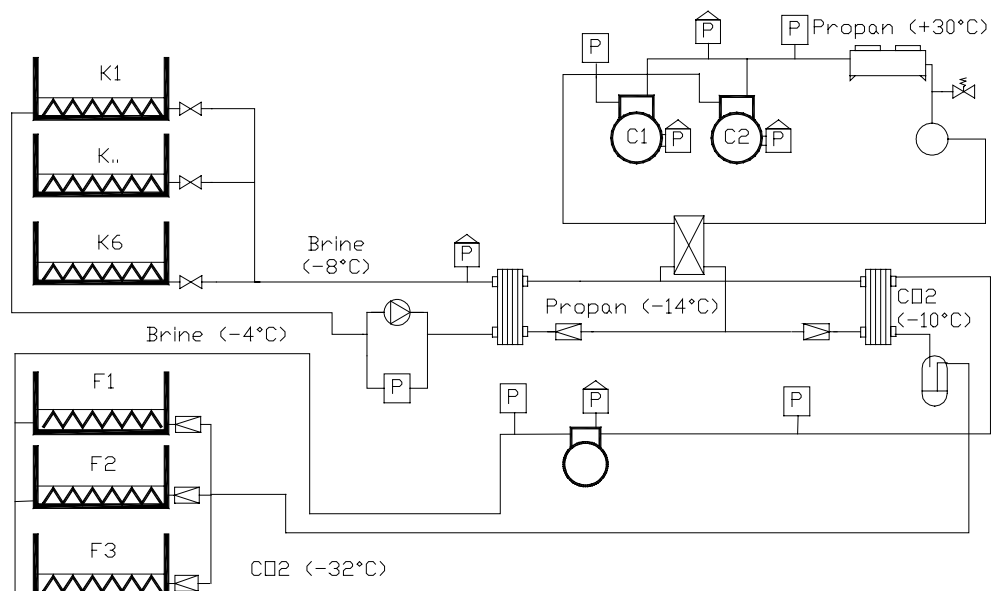 P
P
P
Propan (+30°C)
K1
C1
P
C2
P
K..
K6
Brine
(-8°C)
P
Propan (-14°C)
CO2
(-10°C)
Brine (-4°C)
P
F1
P
P
P
F2
F3
CO2 (-32°C)